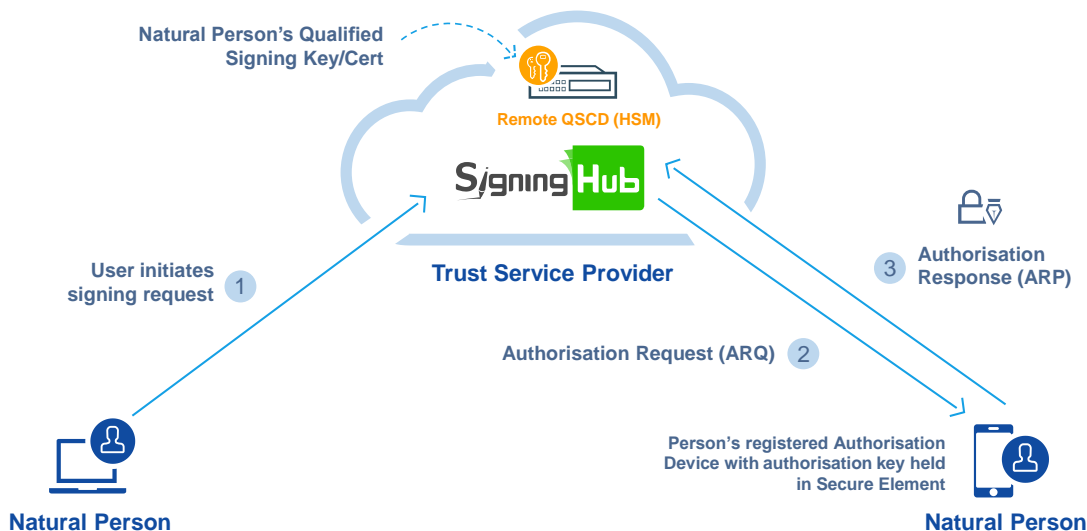 Natural Person's Qualified
Signing Key/Cert
Remote QSCD (HSM)
Signing Hub
Trust Service Provider
User initiates
signing request
1
3
Authorisation
Response (ARP)
Authorisation Request (ARQ)
2
Person's registered Authorisation
Device with authorisation key held
in Secure Element
Natural Person
Natural Person